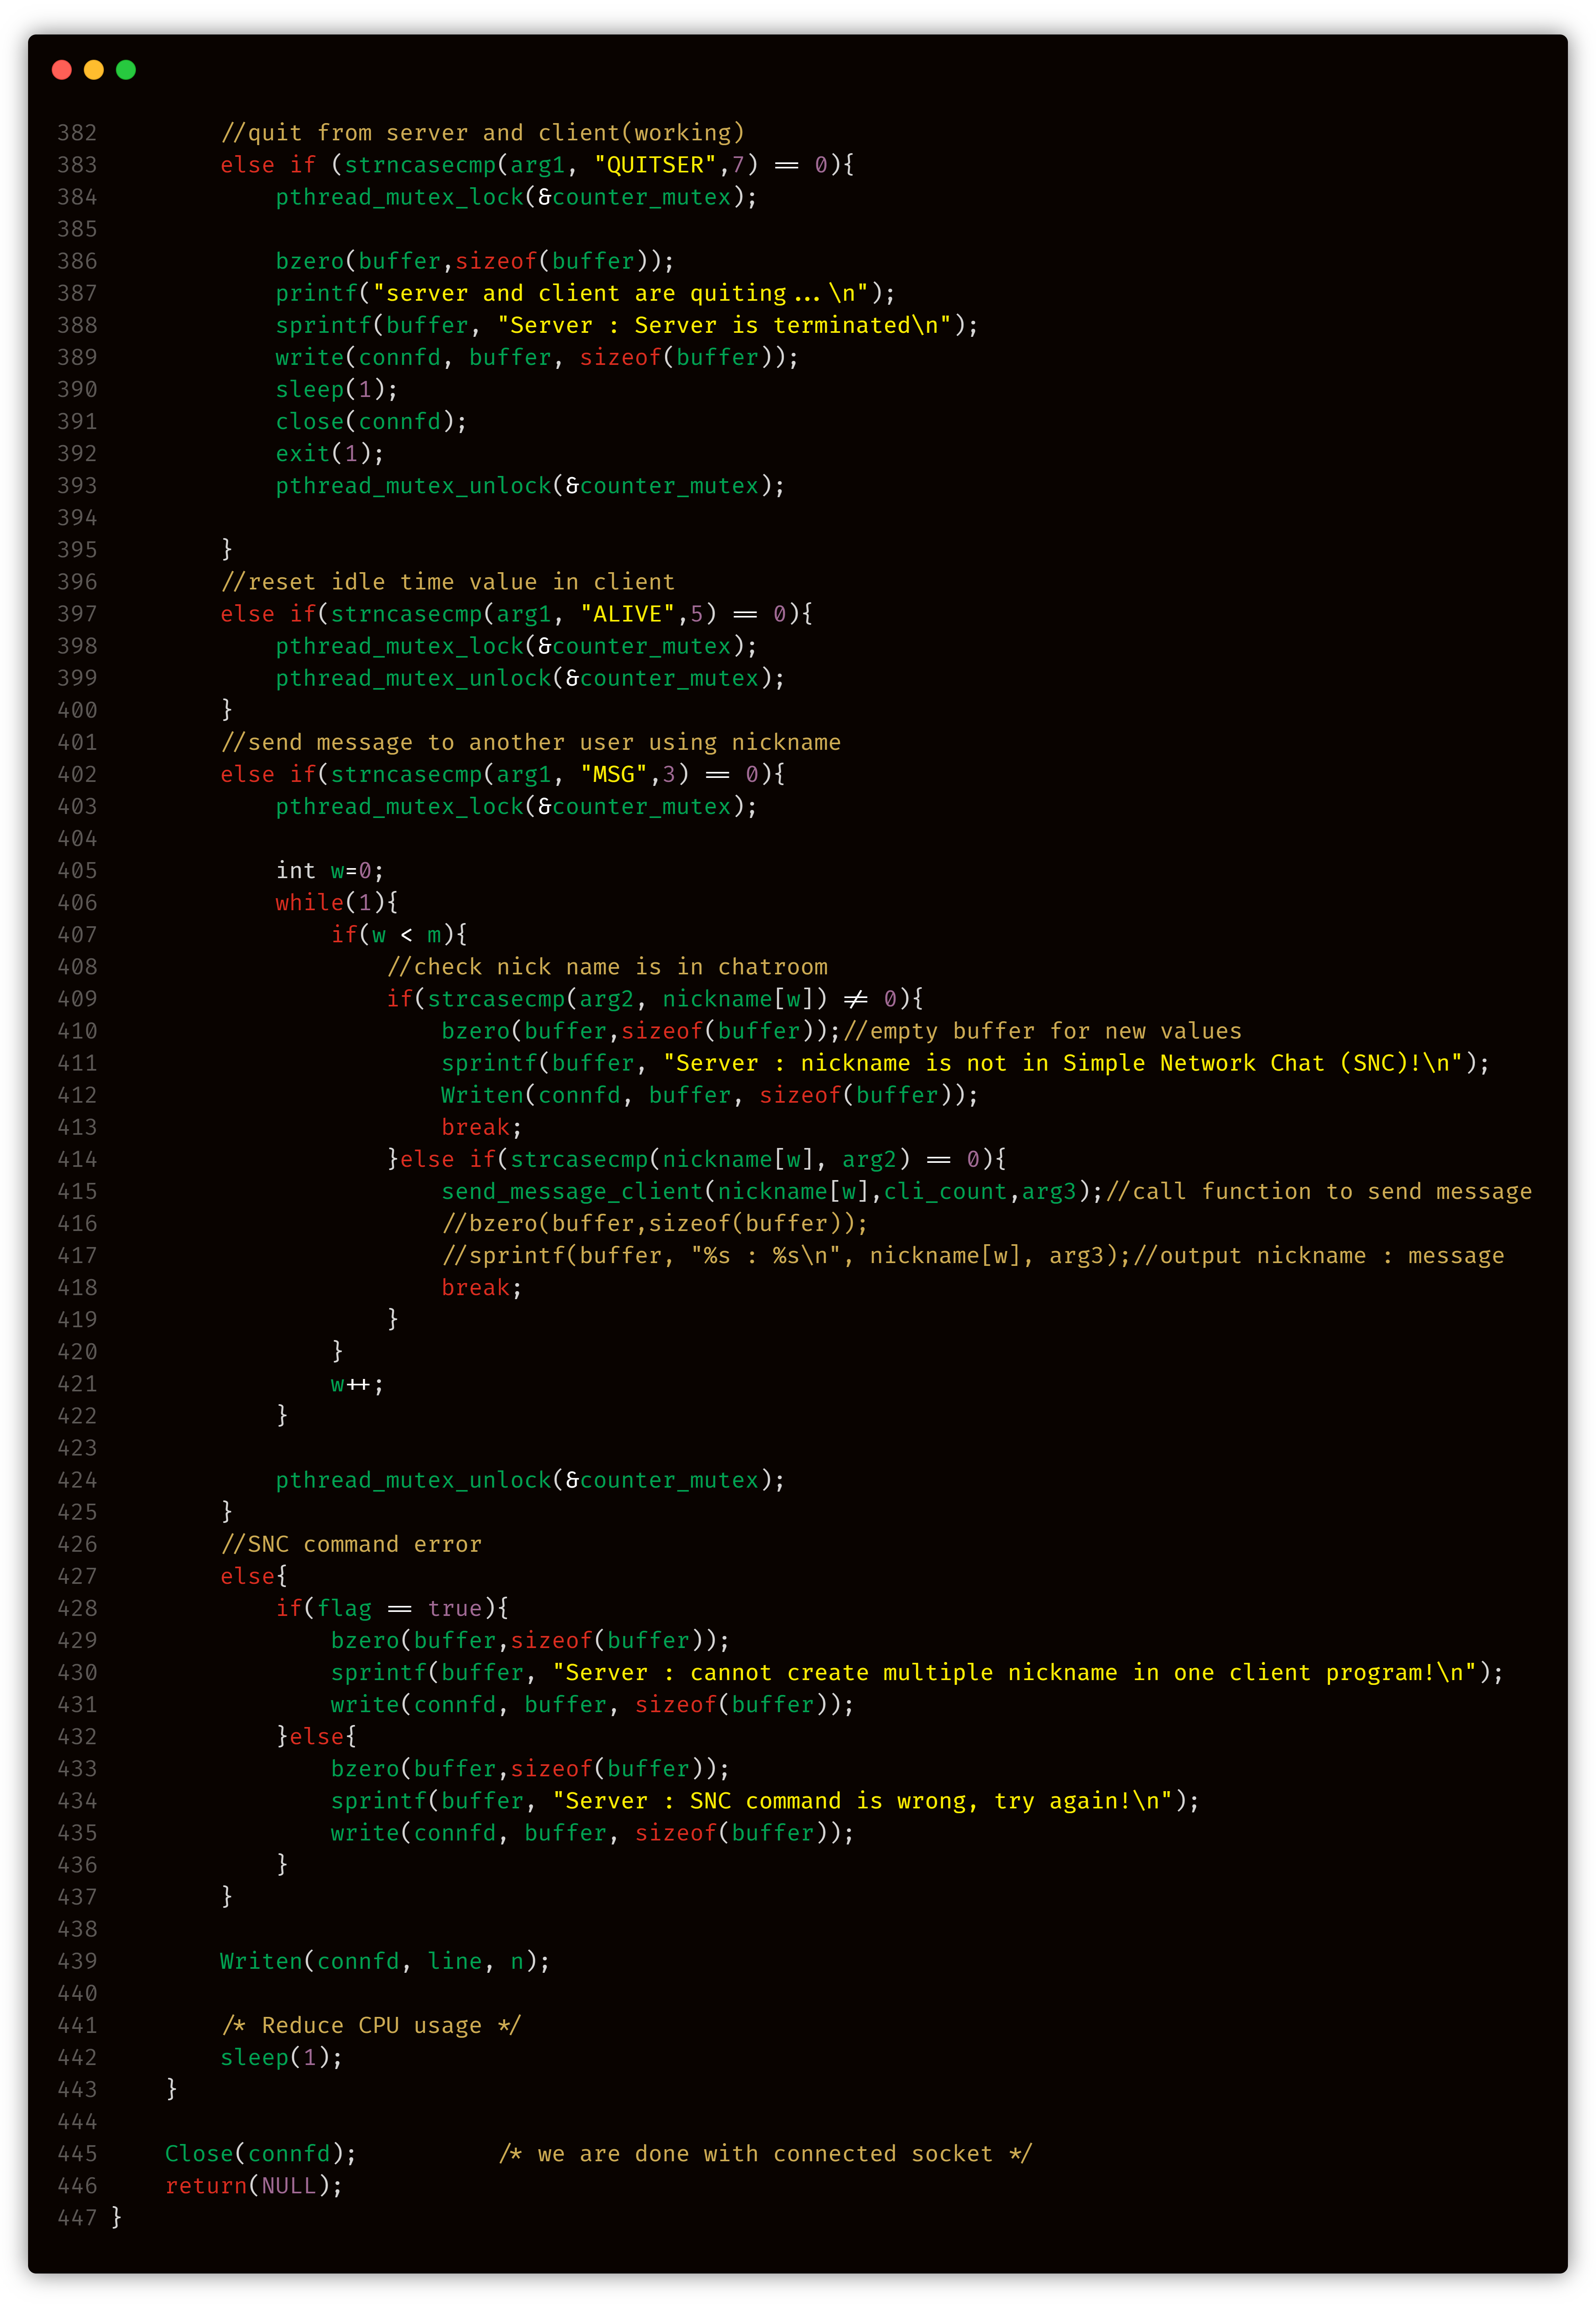 382         //quit from server and client(working)
383         else if (strncasecmp(arg1, "QUITSER",7) == 0){
384             pthread_mutex_lock(&counter_mutex);
385
386             bzero(buffer,sizeof(buffer));
387             printf("server and client are quiting...\n");
388             sprintf(buffer, "Server : Server is terminated\n");
389             write(connfd, buffer, sizeof(buffer));
390             sleep(1);
391             close(connfd);
392             exit(1);
393             pthread_mutex_unlock(&counter_mutex);
394
395         }
396         //reset idle time value in client
397         else if(strncasecmp(arg1, "ALIVE",5) == 0){
398             pthread_mutex_lock(&counter_mutex);
399             pthread_mutex_unlock(&counter_mutex);
400         }
401         //send message to another user using nickname
402         else if(strncasecmp(arg1, "MSG",3) == 0){
403             pthread_mutex_lock(&counter_mutex);
404
405             int w=0;
406             while(1){
407                 if(w < m){
408                     //check nick name is in chatroom
409                     if(strcasecmp(arg2, nickname[w]) != 0){
410                         bzero(buffer,sizeof(buffer));//empty buffer for new values
411                         sprintf(buffer, "Server : nickname is not in Simple Network Chat (SNC)!\n");
412                         Writen(connfd, buffer, sizeof(buffer));
413                         break;
414                     }else if(strcasecmp(nickname[w], arg2) == 0){
415                         send_message_client(nickname[w],cli_count,arg3);//call function to send message
416                         //bzero(buffer,sizeof(buffer));
417                         //sprintf(buffer, "%s : %s\n", nickname[w], arg3);//output nickname : message
418                         break;
419                     }
420                 }
421                 w++;
422             }
423
424             pthread_mutex_unlock(&counter_mutex);
425         }
426         //SNC command error
427         else{
428             if(flag == true){
429                 bzero(buffer,sizeof(buffer));
430                 sprintf(buffer, "Server : cannot create multiple nickname in one client program!\n");
431                 write(connfd, buffer, sizeof(buffer));
432             }else{
433                 bzero(buffer,sizeof(buffer));
434                 sprintf(buffer, "Server : SNC command is wrong, try again!\n");
435                 write(connfd, buffer, sizeof(buffer));
436             }
437         }
438
439         Writen(connfd, line, n);
440
441         /* Reduce CPU usage */
442         sleep(1);
443     }
444
445     Close(connfd);          /* we are done with connected socket */
446     return(NULL);
447 }